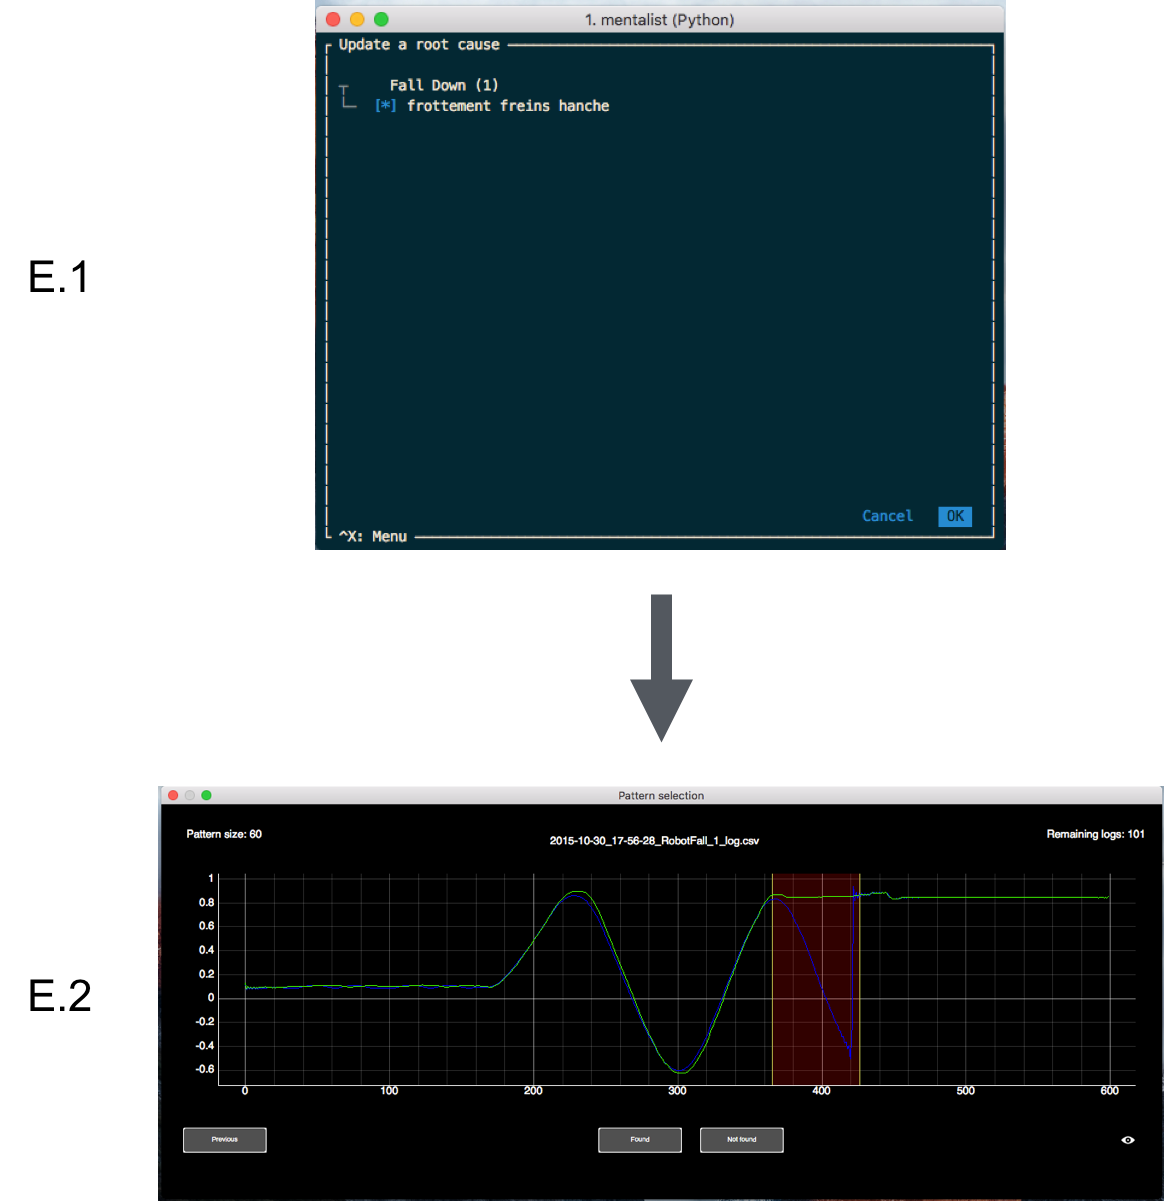 1. mentalist (Python)
Update a root cause
Fall Down (1)
[*] frottement freins hanche
E.1
Cancel OK
^X: Menu
Pattern selection
Pattern size: 60
2015-10-30_17-56-28_RobotFall_1_log.csv
Remaining logs: 101
1
0.8
0.6
0.4
0.2
0
-0.2
-0.4
-0.6
E.2
0 100 200 300 400 500 600
Previous Found Not found